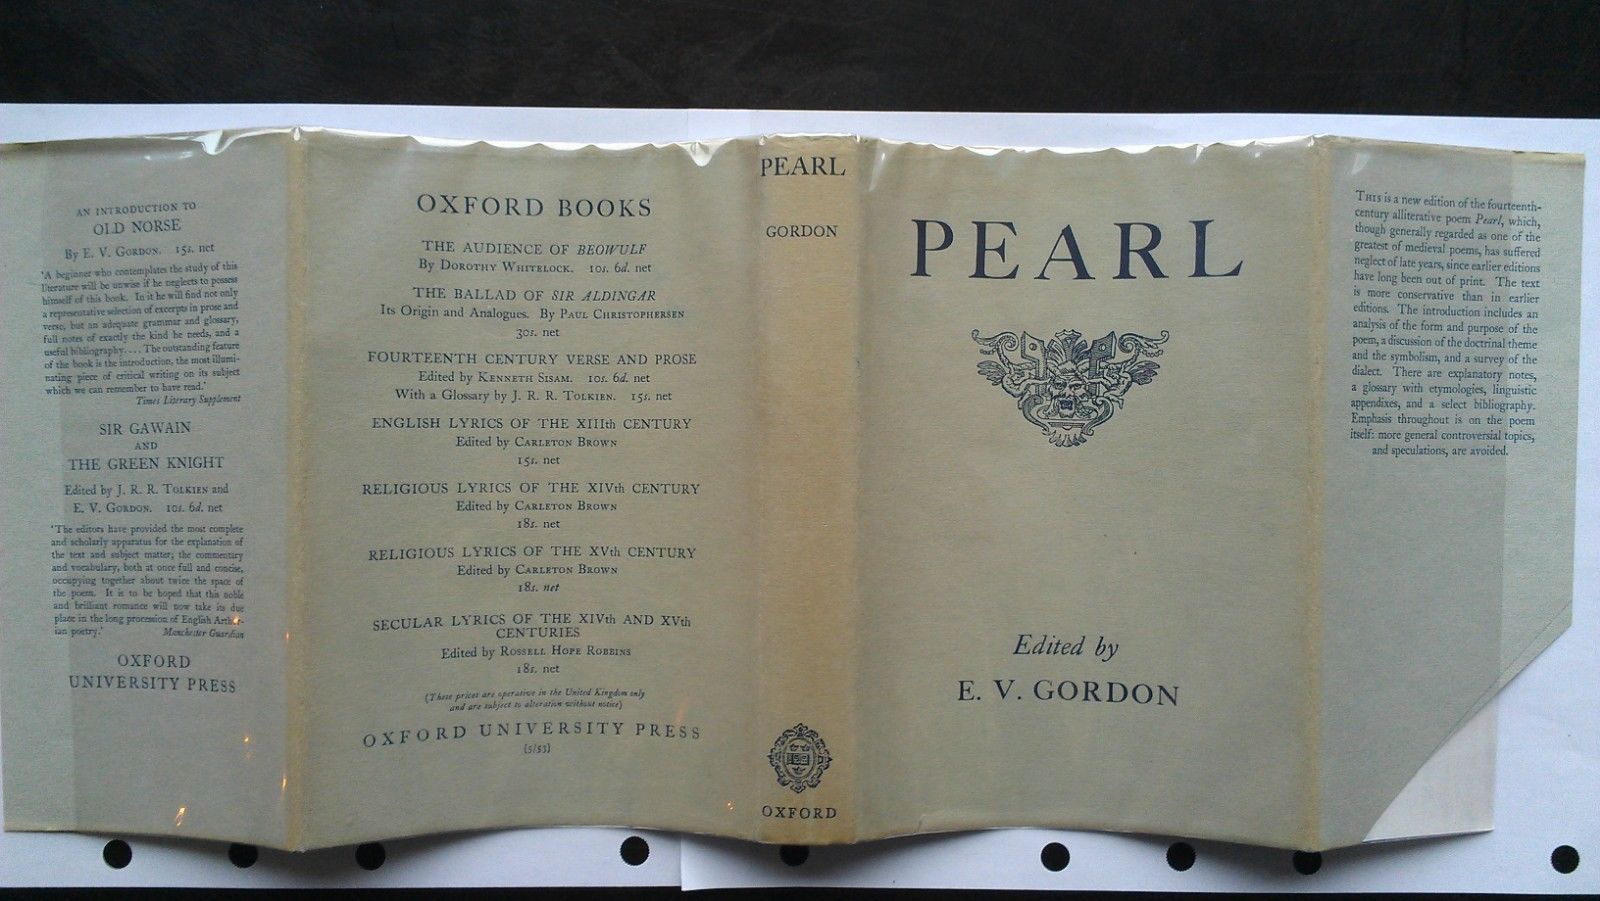 AN INTRODUCTION TO
OLD NORSE
By E. V. GORDON. 15s. net
'A beginner who contemplates the study of this
literature will be unwise if he neglects to possess
himself of this book. In it he will find not only
a representative selection of excerpts in prose and
verse, but an adequate grammar and glossary,
full notes of exactly the kind he needs, and a
useful bibliography.... The outstanding feature
of the book is the introduction, the most illumi-
nating piece of critical writing on its subject
which we can remember to have read.'
Times Literary Supplement
SIR GAWAIN
AND
THE GREEN KNIGHT
Edited by J. R. R. TOLKIEN and
E. V. GORDON. 10s. 6d. net
'The editors have provided the most complete
and scholarly apparatus for the explanation of
the text and subject matter; the commentary
and vocabulary, both at once full and concise,
occupying together about twice the space of
the poem. It is to be hoped that this noble
and brilliant romance will now take its due
place in the long procession of English Arthur-
ian poetry.' Manchester Guardian
OXFORD
UNIVERSITY PRESS
OXFORD BOOKS
THE AUDIENCE OF BEOWULF
By DOROTHY WHITELOCK. 10s. 6d. net
THE BALLAD OF SIR ALDINGAR
Its Origin and Analogues. By PAUL CHRISTOPHERSEN
30s. net
FOURTEENTH CENTURY VERSE AND PROSE
Edited by KENNETH SISAM. 10s. 6d. net
With a Glossary by J. R. R. TOLKIEN. 15s. net
ENGLISH LYRICS OF THE XIIIth CENTURY
Edited by CARLETON BROWN
15s. net
RELIGIOUS LYRICS OF THE XIVth CENTURY
Edited by CARLETON BROWN
18s. net
RELIGIOUS LYRICS OF THE XVth CENTURY
Edited by CARLETON BROWN
18s. net
SECULAR LYRICS OF THE XIVth AND XVth
CENTURIES
Edited by ROSSELL HOPE ROBBINS
18s. net
(These prices are operative in the United Kingdom only
and are subject to alteration without notice)
OXFORD UNIVERSITY PRESS
(5/53)
PEARL
GORDON
OXFORD
PEARL
Edited by
E. V. GORDON
THIS is a new edition of the fourteenth-
century alliterative poem Pearl, which,
though generally regarded as one of the
greatest of medieval poems, has suffered
neglect of late years, since earlier editions
have long been out of print. The text
is more conservative than in earlier
editions. The introduction includes an
analysis of the form and purpose of the
poem, a discussion of the doctrinal theme
and the symbolism, and a survey of the
dialect. There are explanatory notes,
a glossary with etymologies, linguistic
appendixes, and a select bibliography.
Emphasis throughout is on the poem
itself: more general controversial topics,
and speculations, are avoided.